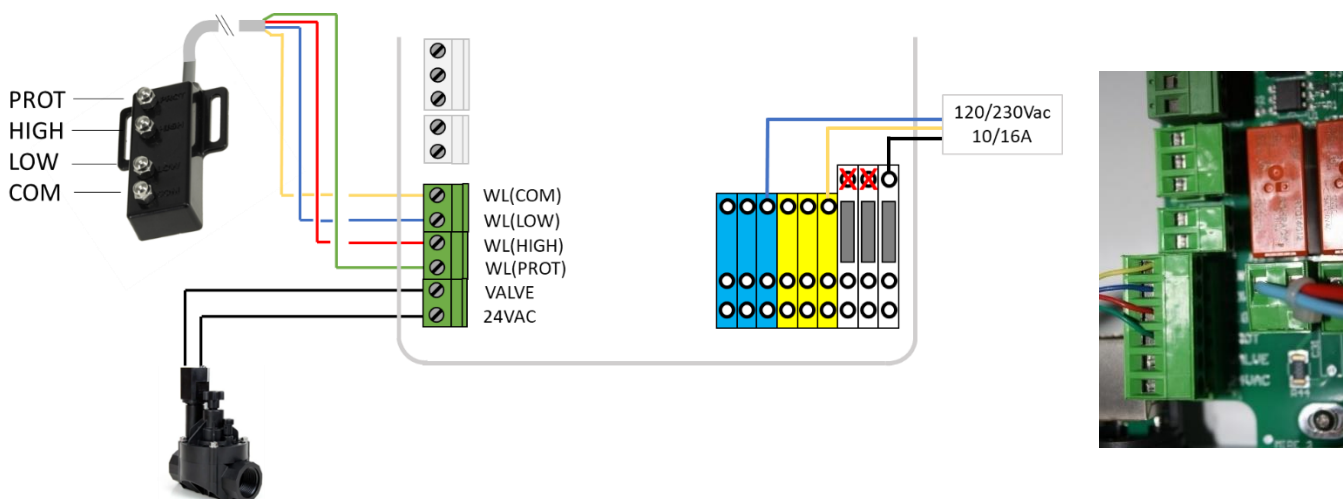 PROT
HIGH
LOW
COM
WL(COM)
WL(LOW)
WL(HIGH)
WL(PROT)
VALVE
24VAC
120/230Vac
10/16A